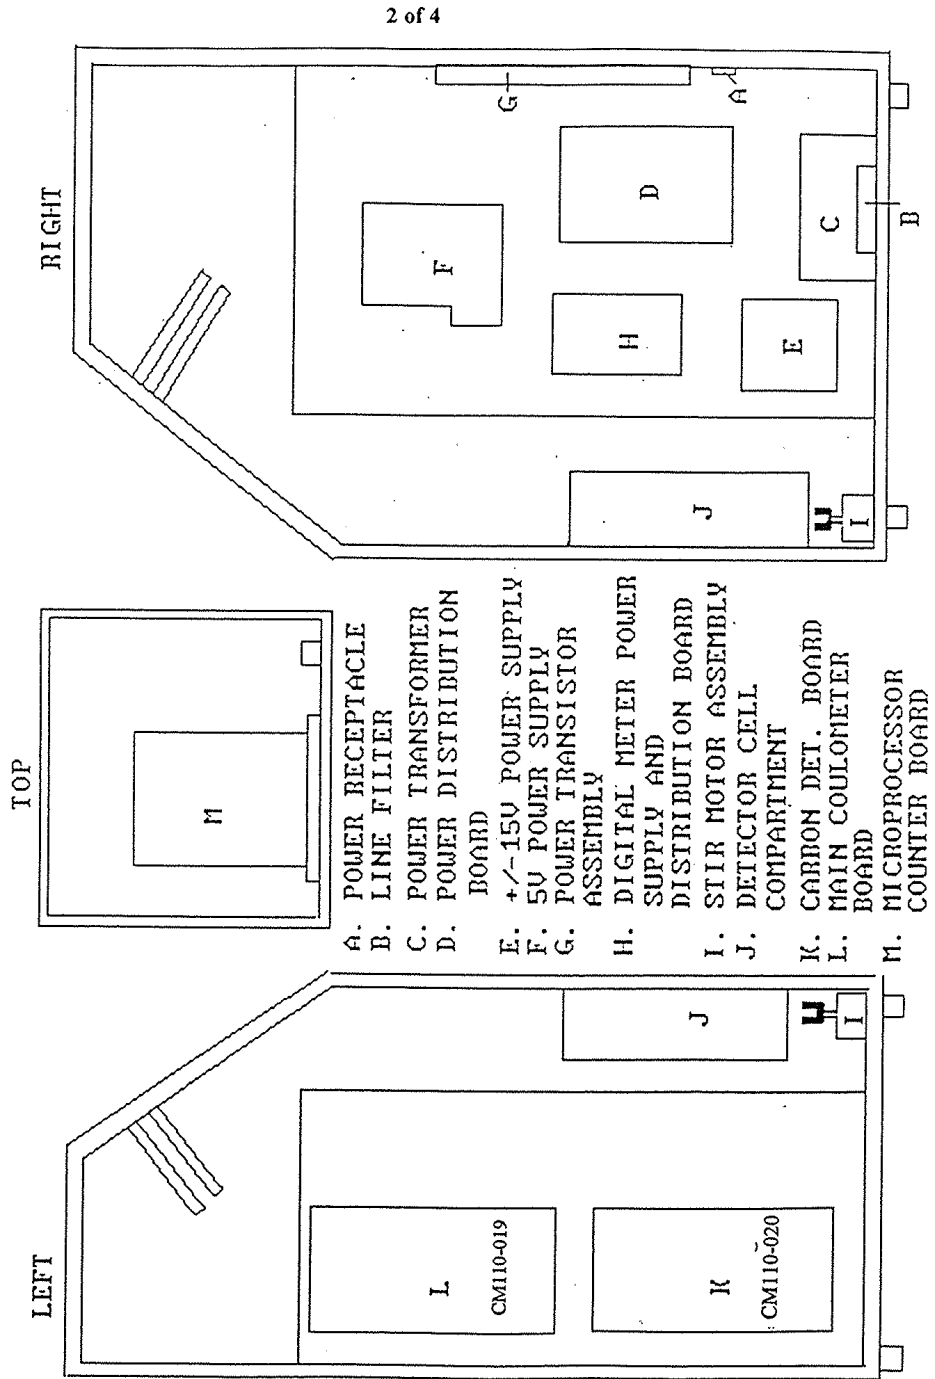 2 of 4
TOP
M
A. POWER RECEPTACLE
B. LINE FILTER
C. POWER TRANSFORMER
D. POWER DISTRIBUTION
BOARD
E. +/-15V POWER SUPPLY
F. 5V POWER SUPPLY
G. POWER TRANSISTOR
ASSEMBLY
H. DIGITAL METER POWER
SUPPLY AND
DISTRIBUTION BOARD
I. STIR MOTOR ASSEMBLY
J. DETECTOR CELL
COMPARTMENT
K. CARBON DET. BOARD
L. MAIN COULOMETER
BOARD
M. MICROPROCESSOR
COUNTER BOARD
LEFT
L
CM110-019
K
CM110-020
J
I
RIGHT
G
A
F
D
H
E
C
B
J
I